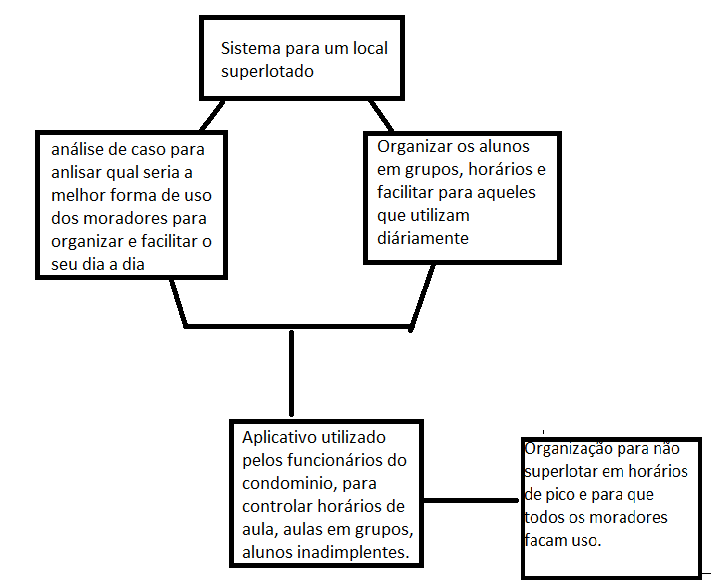 Sistema para um local
superlotado
análise de caso para
anlisar qual seria a
melhor forma de uso
dos moradores para
organizar e facilitar o
seu dia a dia
Organizar os alunos
em grupos, horários e
facilitar para aqueles
que utilizam
diáriamente
Aplicativo utilizado
pelos funcionários do
condominio, para
controlar horários de
aula, aulas em grupos,
alunos inadimplentes.
Organização para não
superlotar em horários
de pico e para que
todos os moradores
facam uso.